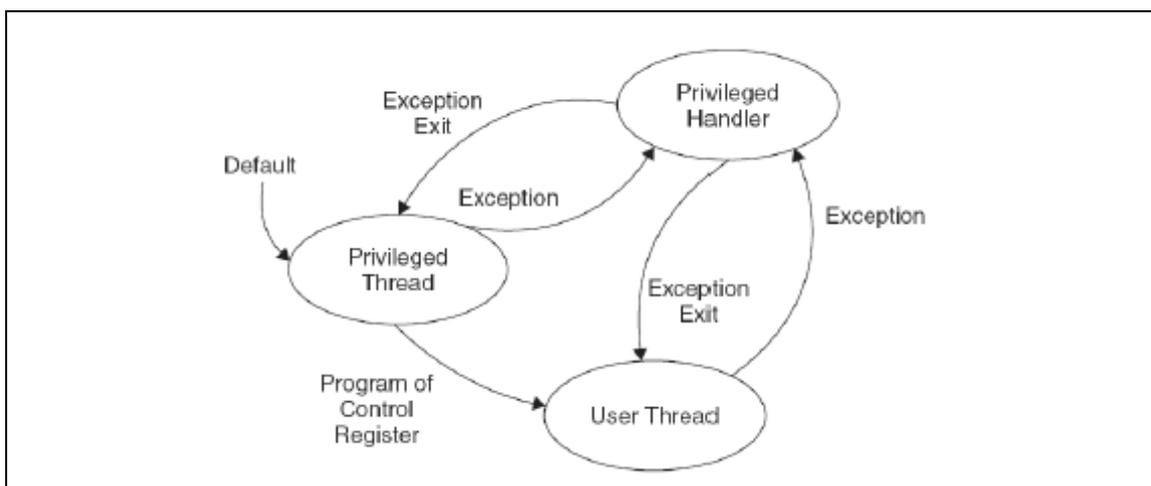 Privileged
Handler
Exception
Exit
Default
Exception
Privileged
Thread
Exception
Exception
Exit
Program of
Control
Register
User Thread